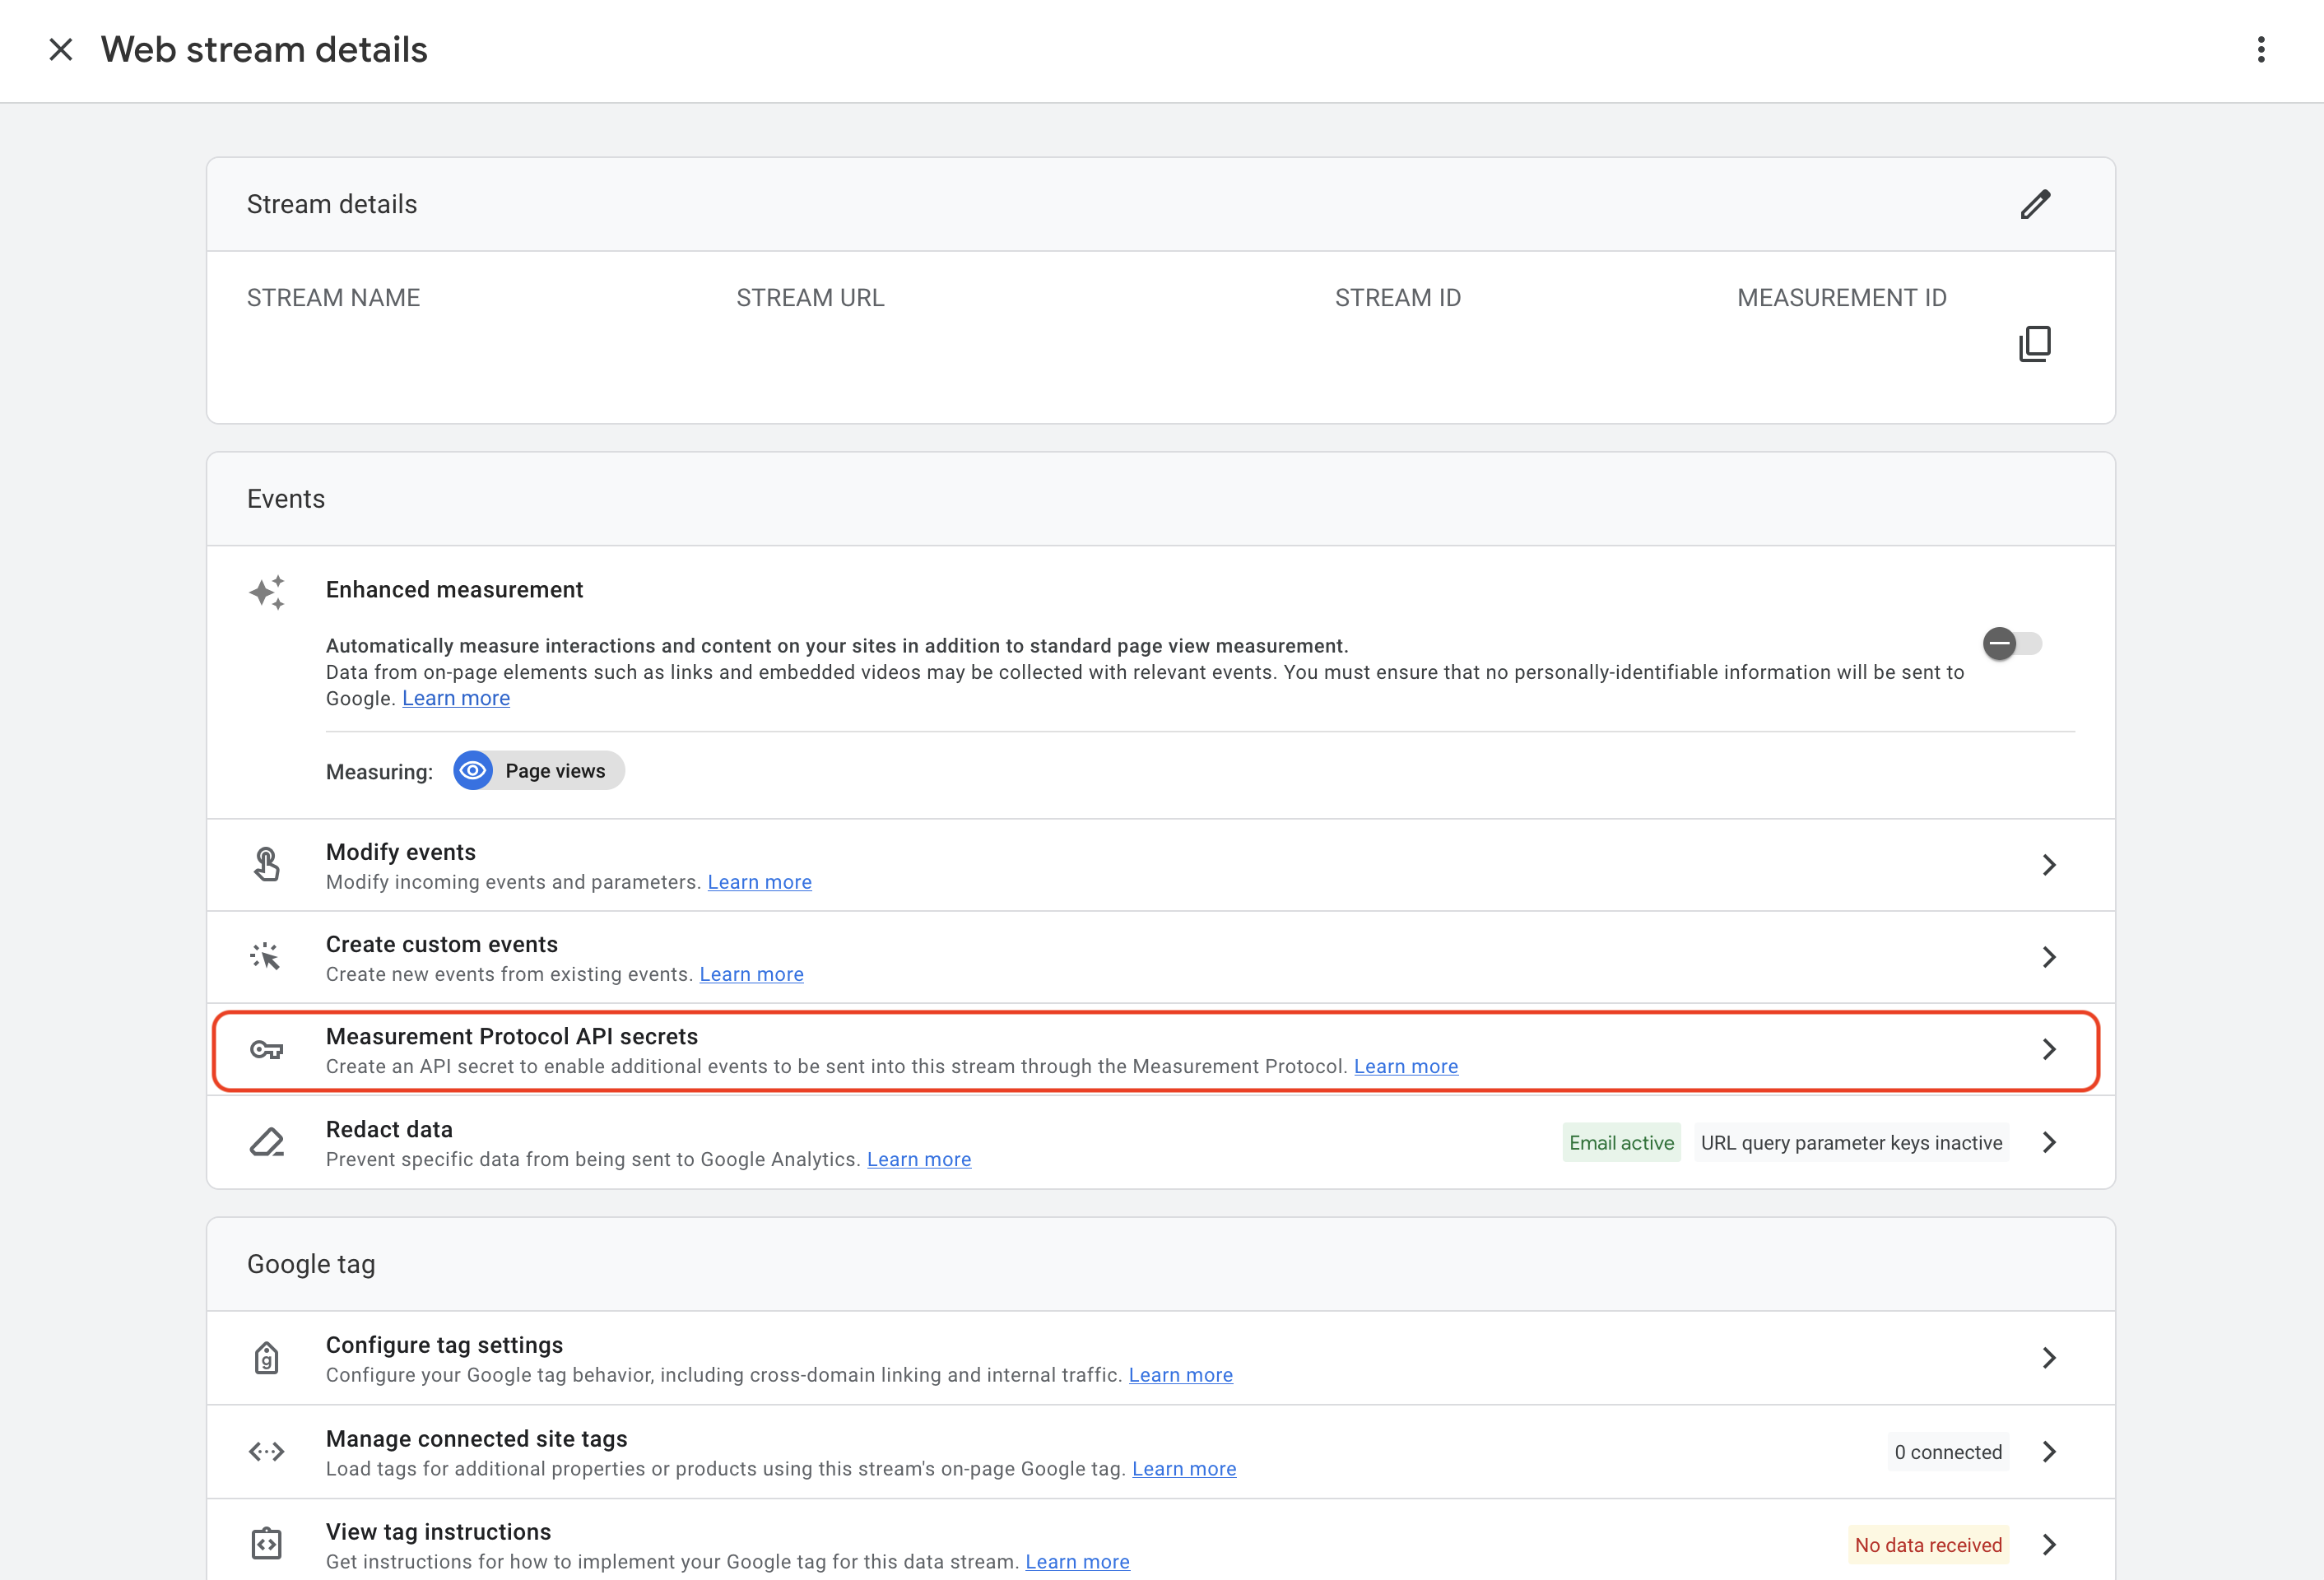 Web stream details
Stream details
STREAM NAME
STREAM URL
STREAM ID
MEASUREMENT ID
Events
Enhanced measurement
Automatically measure interactions and content on your sites in addition to standard page view measurement.
Data from on-page elements such as links and embedded videos may be collected with relevant events. You must ensure that no personally-identifiable information will be sent to
Google. Learn more
Measuring: Page views
Modify events
Modify incoming events and parameters. Learn more
Create custom events
Create new events from existing events. Learn more
Measurement Protocol API secrets
Create an API secret to enable additional events to be sent into this stream through the Measurement Protocol. Learn more
Redact data
Prevent specific data from being sent to Google Analytics. Learn more
Email active
URL query parameter keys inactive
Google tag
g
Configure tag settings
Configure your Google tag behavior, including cross-domain linking and internal traffic. Learn more
Manage connected site tags
Load tags for additional properties or products using this stream's on-page Google tag. Learn more
0 connected
View tag instructions
Get instructions for how to implement your Google tag for this data stream. Learn more
No data received